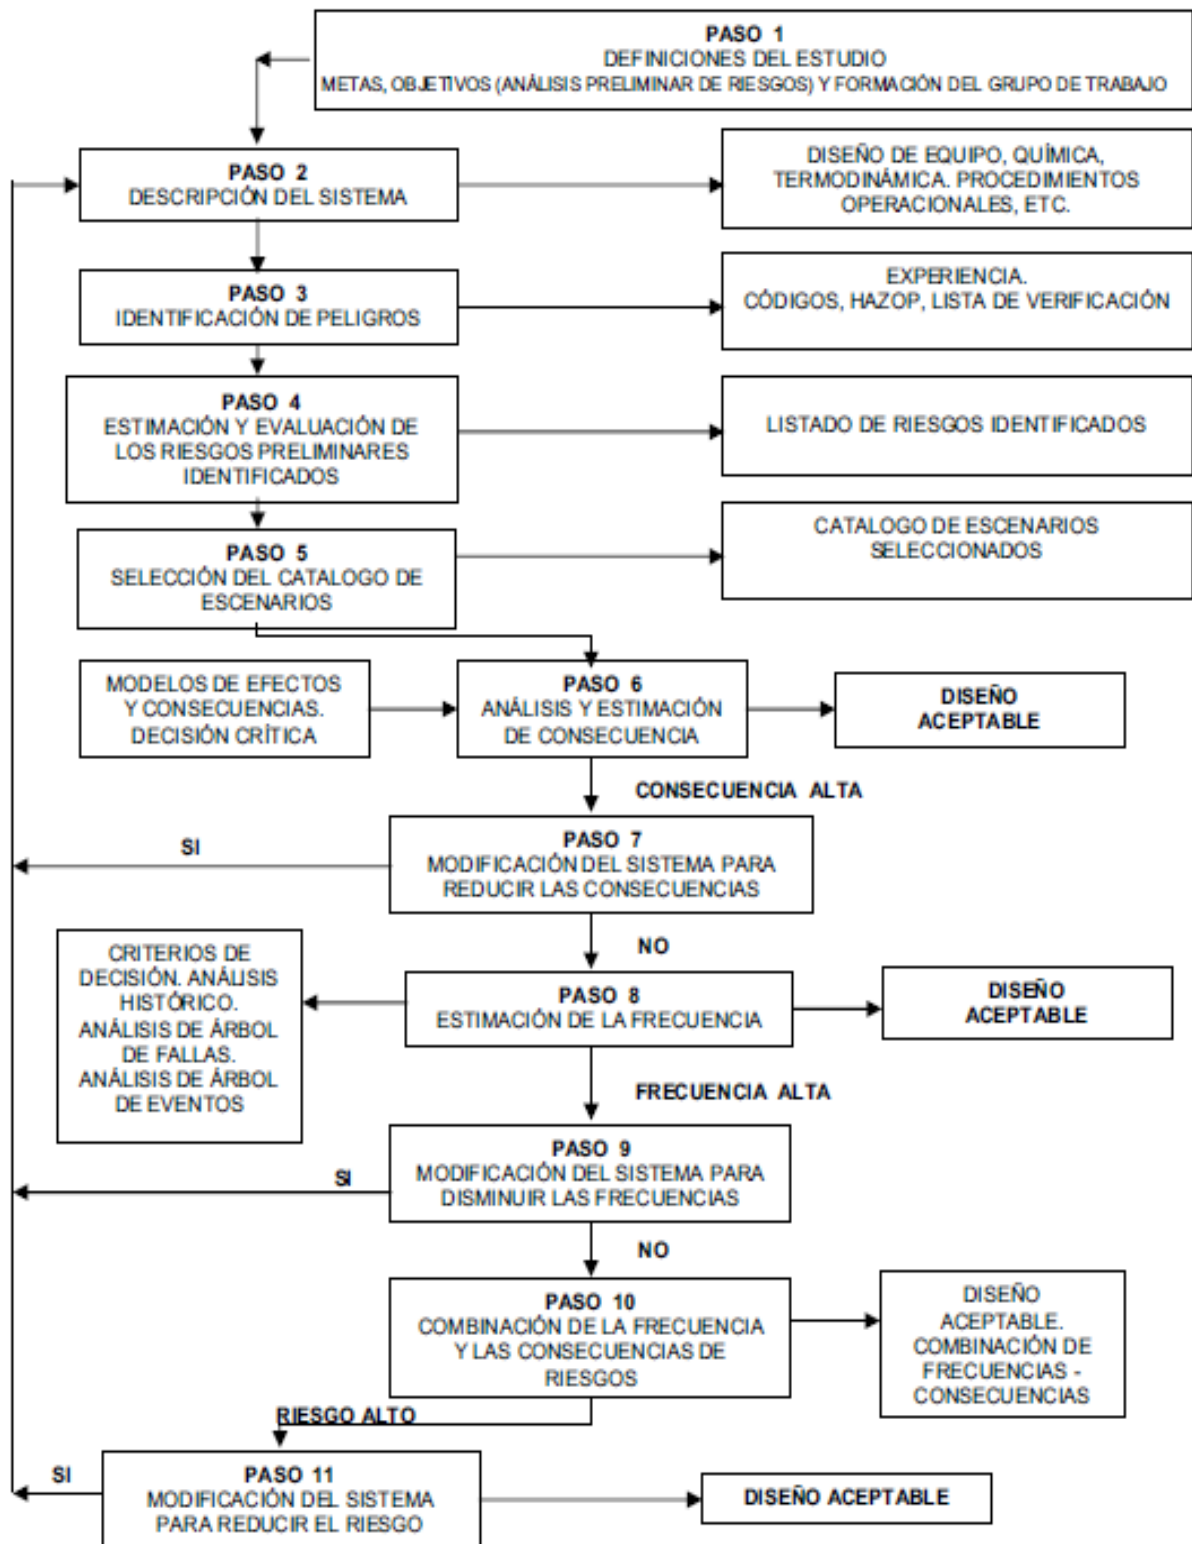 PASO 1
DEFINICIONES DEL ESTUDIO
METAS, OBJETIVOS (ANÁLISIS PRELIMINAR DE RIESGOS) Y FORMACIÓN DEL GRUPO DE TRABAJO
PASO 2
DESCRIPCIÓN DEL SISTEMA
DISEÑO DE EQUIPO, QUÍMICA,
TERMODINÁMICA. PROCEDIMIENTOS
OPERACIONALES, ETC.
PASO 3
IDENTIFICACIÓN DE PELIGROS
EXPERIENCIA.
CÓDIGOS, HAZOP, LISTA DE VERIFICACIÓN
PASO 4
ESTIMACIÓN Y EVALUACIÓN DE
LOS RIESGOS PRELIMINARES
IDENTIFICADOS
LISTADO DE RIESGOS IDENTIFICADOS
PASO 5
SELECCIÓN DEL CATALOGO DE
ESCENARIOS
CATALOGO DE ESCENARIOS
SELECCIONADOS
MODELOS DE EFECTOS
Y CONSECUENCIAS.
DECISIÓN CRÍTICA
PASO 6
ANÁLISIS Y ESTIMACIÓN
DE CONSECUENCIA
DISEÑO
ACEPTABLE
CONSECUENCIA ALTA
PASO 7
MODIFICACIÓN DEL SISTEMA PARA
REDUCIR LAS CONSECUENCIAS
SI
NO
CRITERIOS DE
DECISIÓN. ANÁLISIS
HISTÓRICO.
ANÁLISIS DE ÁRBOL
DE FALLAS.
ANÁLISIS DE ÁRBOL
DE EVENTOS
PASO 8
ESTIMACIÓN DE LA FRECUENCIA
DISEÑO
ACEPTABLE
FRECUENCIA ALTA
PASO 9
MODIFICACIÓN DEL SISTEMA PARA
DISMINUIR LAS FRECUENCIAS
SI
NO
PASO 10
COMBINACIÓN DE LA FRECUENCIA
Y LAS CONSECUENCIAS DE
RIESGOS
DISEÑO
ACEPTABLE.
COMBINACIÓN DE
FRECUENCIAS -
CONSECUENCIAS
RIESGO ALTO
SI
PASO 11
MODIFICACIÓN DEL SISTEMA
PARA REDUCIR EL RIESGO
DISEÑO ACEPTABLE